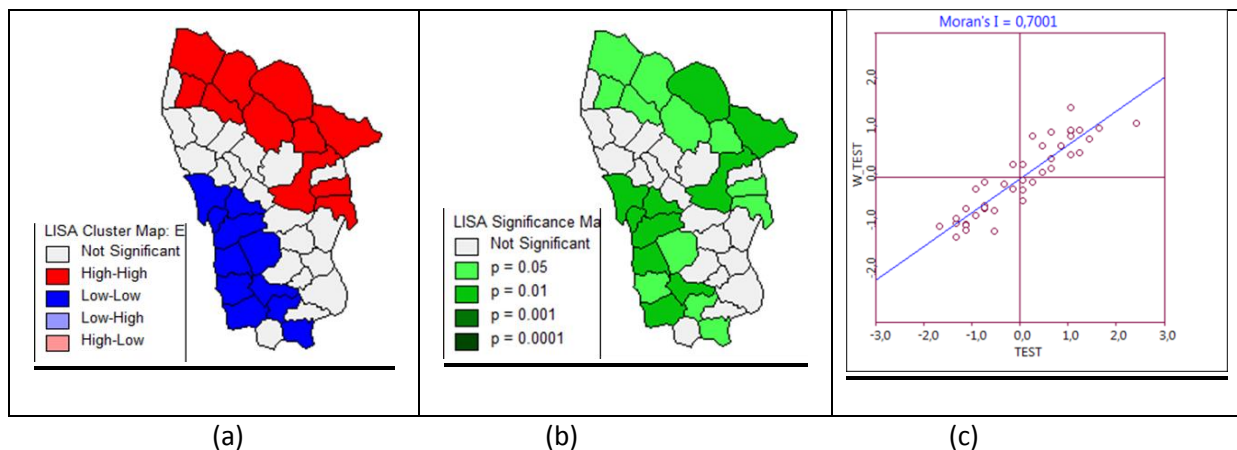 LISA Cluster Map: E
Not Significant
High-High
Low-Low
Low-High
High-Low
(a)
LISA Significance Ma
Not Significant
p = 0.05
p = 0.01
p = 0.001
p = 0.0001
(b)
Moran's I = 0,7001
W_TEST
2,0
1,0
0,0
-1,0
-2,0
-3,0 -2,0 -1,0 0,0 1,0 2,0 3,0
TEST
(c)